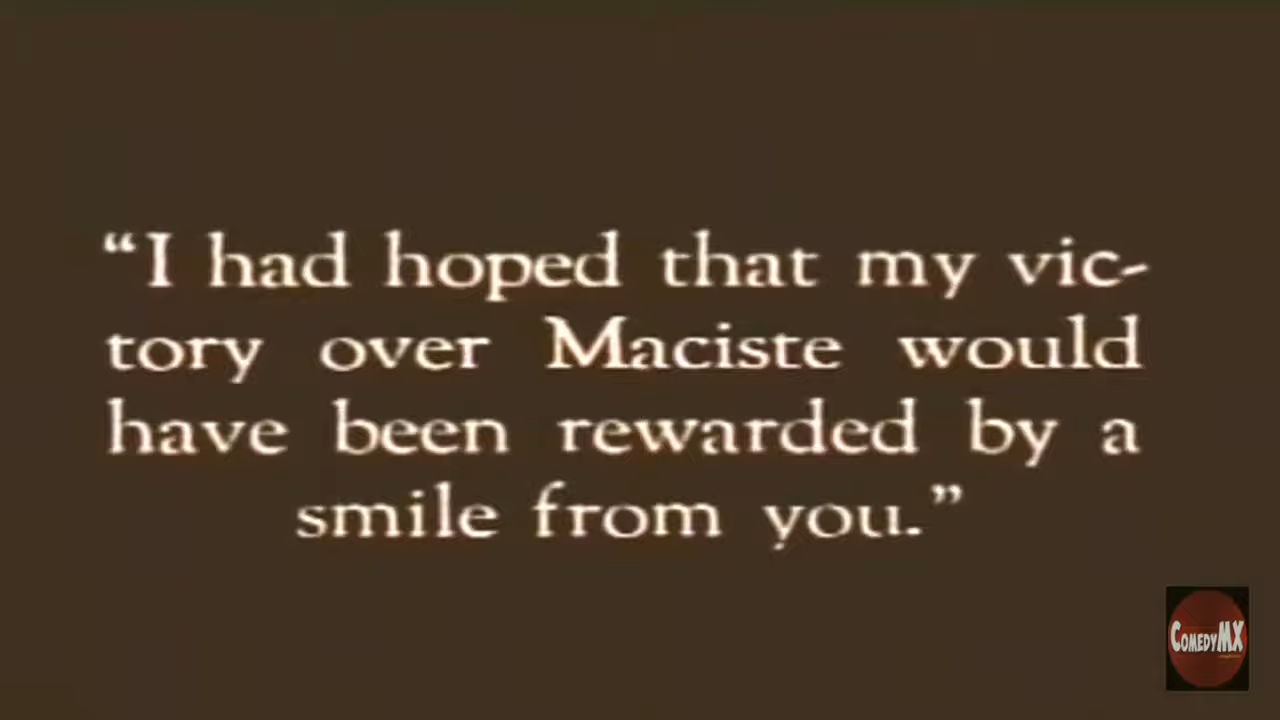 “I had hoped that my vic-
tory over Maciste would
have been rewarded by a
smile from you.”
COMEDYMX